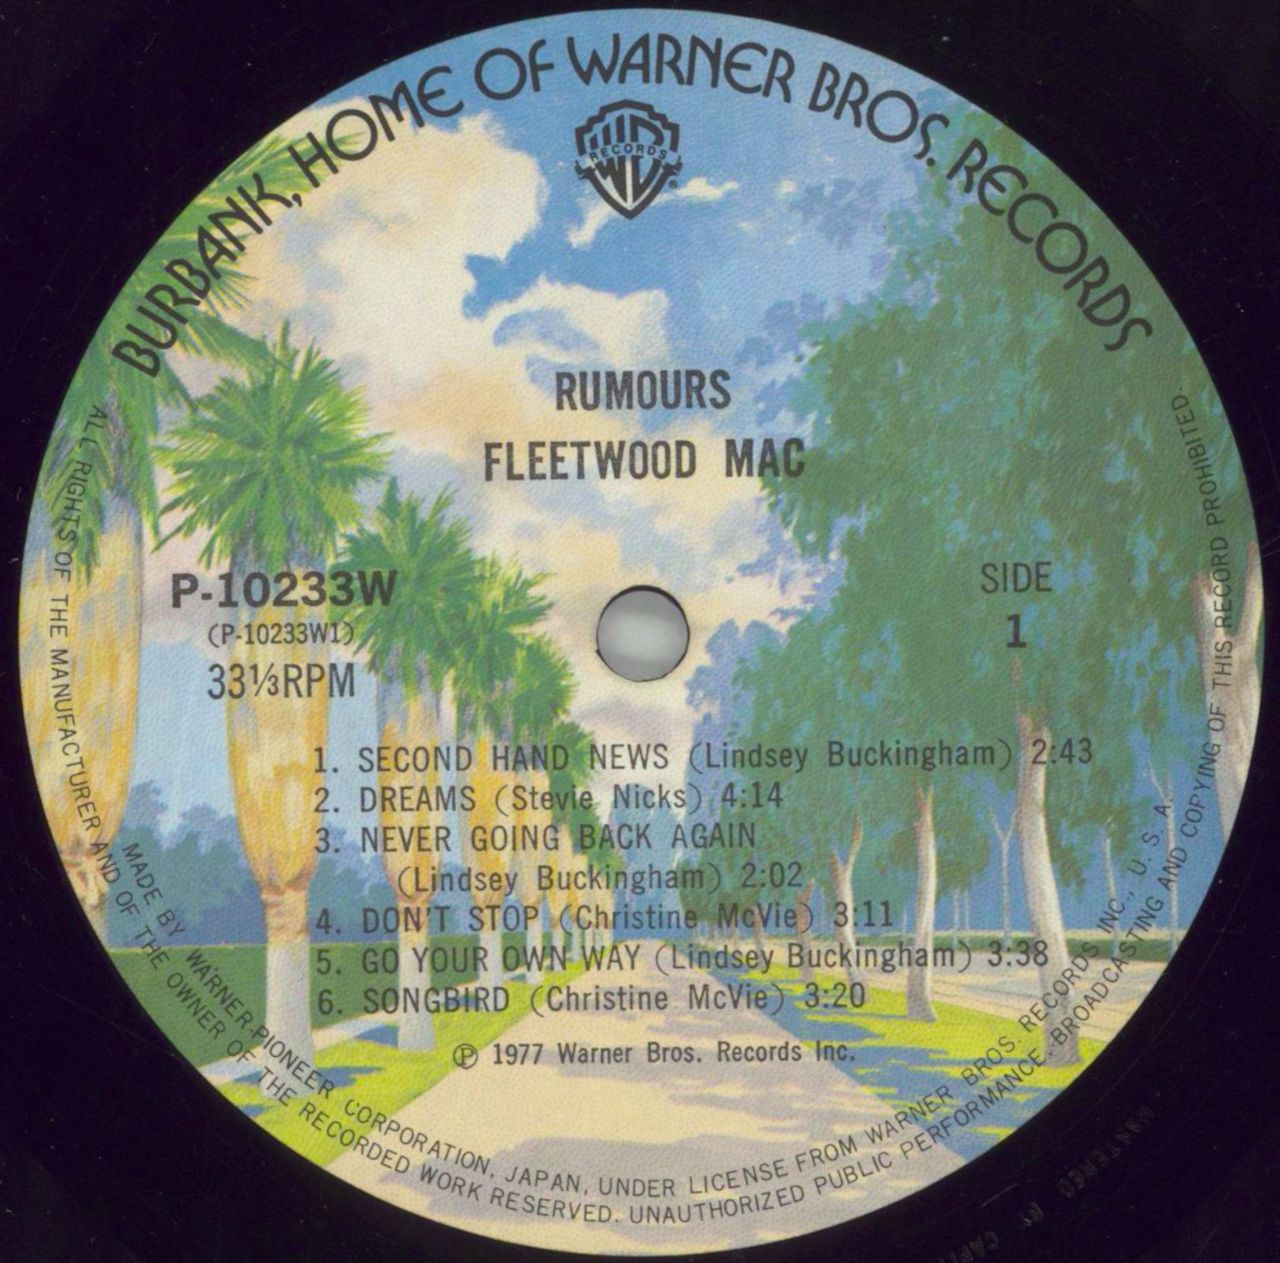 BURBANK, HOME OF WARNER BROS. RECORDS
WB
RECORDS
®
RUMOURS
FLEETWOOD MAC
P-10233W
(P-10233W1)
33⅓RPM
SIDE
1
1. SECOND HAND NEWS (Lindsey Buckingham) 2:43
2. DREAMS (Stevie Nicks) 4:14
3. NEVER GOING BACK AGAIN
(Lindsey Buckingham) 2:02
4. DON'T STOP (Christine McVie) 3:11
5. GO YOUR OWN WAY (Lindsey Buckingham) 3:38
6. SONGBIRD (Christine McVie) 3:20
℗ 1977 Warner Bros. Records Inc.
MADE BY WARNER-PIONEER CORPORATION, JAPAN, UNDER LICENSE FROM WARNER BROS. RECORDS INC., U. S. A.
ALL RIGHTS OF THE MANUFACTURER AND OF THE OWNER OF THE RECORDED WORK RESERVED. UNAUTHORIZED PUBLIC PERFORMANCE. BROADCASTING AND COPYING OF THIS RECORD PROHIBITED.
MASTERED BY